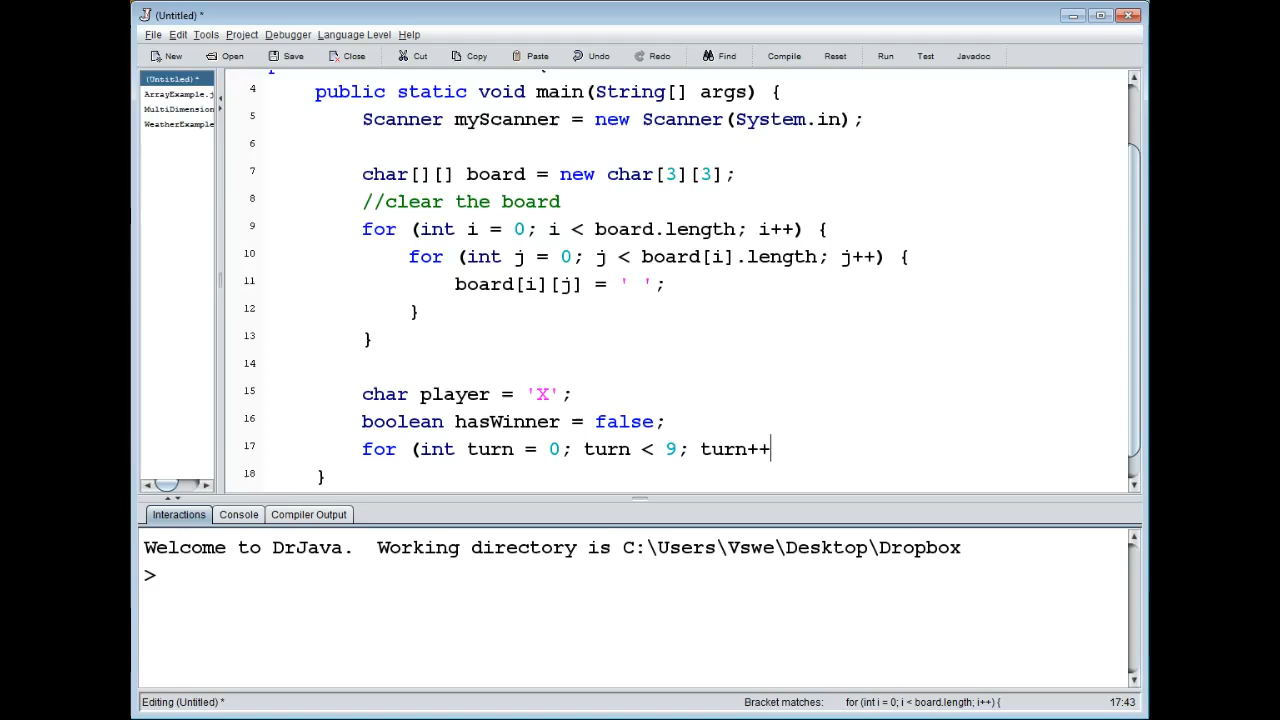 (Untitled) *
File Edit Tools Project Debugger Language Level Help
New Open Save Close Cut Copy Paste Undo Redo Find Compile Reset Run Test Javadoc
(Untitled) *
ArrayExample.j
MultiDimension
WeatherExample
4 public static void main(String[] args) {
5 Scanner myScanner = new Scanner(System.in);
6
7 char[][] board = new char[3][3];
8 //clear the board
9 for (int i = 0; i < board.length; i++) {
10 for (int j = 0; j < board[i].length; j++) {
11 board[i][j] = ' ';
12 }
13 }
14
15 char player = 'X';
16 boolean hasWinner = false;
17 for (int turn = 0; turn < 9; turn++
18 }
Interactions Console Compiler Output
Welcome to DrJava.  Working directory is C:\Users\Vswe\Desktop\Dropbox
>
Editing (Untitled) * Bracket matches: for (int i = 0; i < board.length; i++) { 17:43